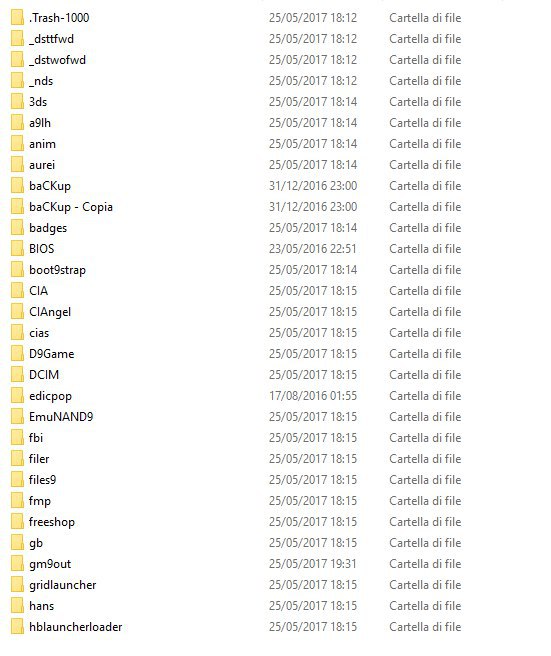 .Trash-1000 25/05/2017 18:12 Cartella di file
_dsttfwd 25/05/2017 18:12 Cartella di file
_dstwofwd 25/05/2017 18:12 Cartella di file
_nds 25/05/2017 18:12 Cartella di file
3ds 25/05/2017 18:14 Cartella di file
a9lh 25/05/2017 18:14 Cartella di file
anim 25/05/2017 18:14 Cartella di file
aurei 25/05/2017 18:14 Cartella di file
baCKup 31/12/2016 23:00 Cartella di file
baCKup - Copia 31/12/2016 23:00 Cartella di file
badges 25/05/2017 18:14 Cartella di file
BIOS 23/05/2016 22:51 Cartella di file
boot9strap 25/05/2017 18:14 Cartella di file
CIA 25/05/2017 18:15 Cartella di file
CIAngel 25/05/2017 18:15 Cartella di file
cias 25/05/2017 18:15 Cartella di file
D9Game 25/05/2017 18:15 Cartella di file
DCIM 25/05/2017 18:15 Cartella di file
edicpop 17/08/2016 01:55 Cartella di file
EmuNAND9 25/05/2017 18:15 Cartella di file
fbi 25/05/2017 18:15 Cartella di file
filer 25/05/2017 18:15 Cartella di file
files9 25/05/2017 18:15 Cartella di file
fmp 25/05/2017 18:15 Cartella di file
freeshop 25/05/2017 18:15 Cartella di file
gb 25/05/2017 18:15 Cartella di file
gm9out 25/05/2017 19:31 Cartella di file
gridlauncher 25/05/2017 18:15 Cartella di file
hans 25/05/2017 18:15 Cartella di file
hblauncherloader 25/05/2017 18:15 Cartella di file